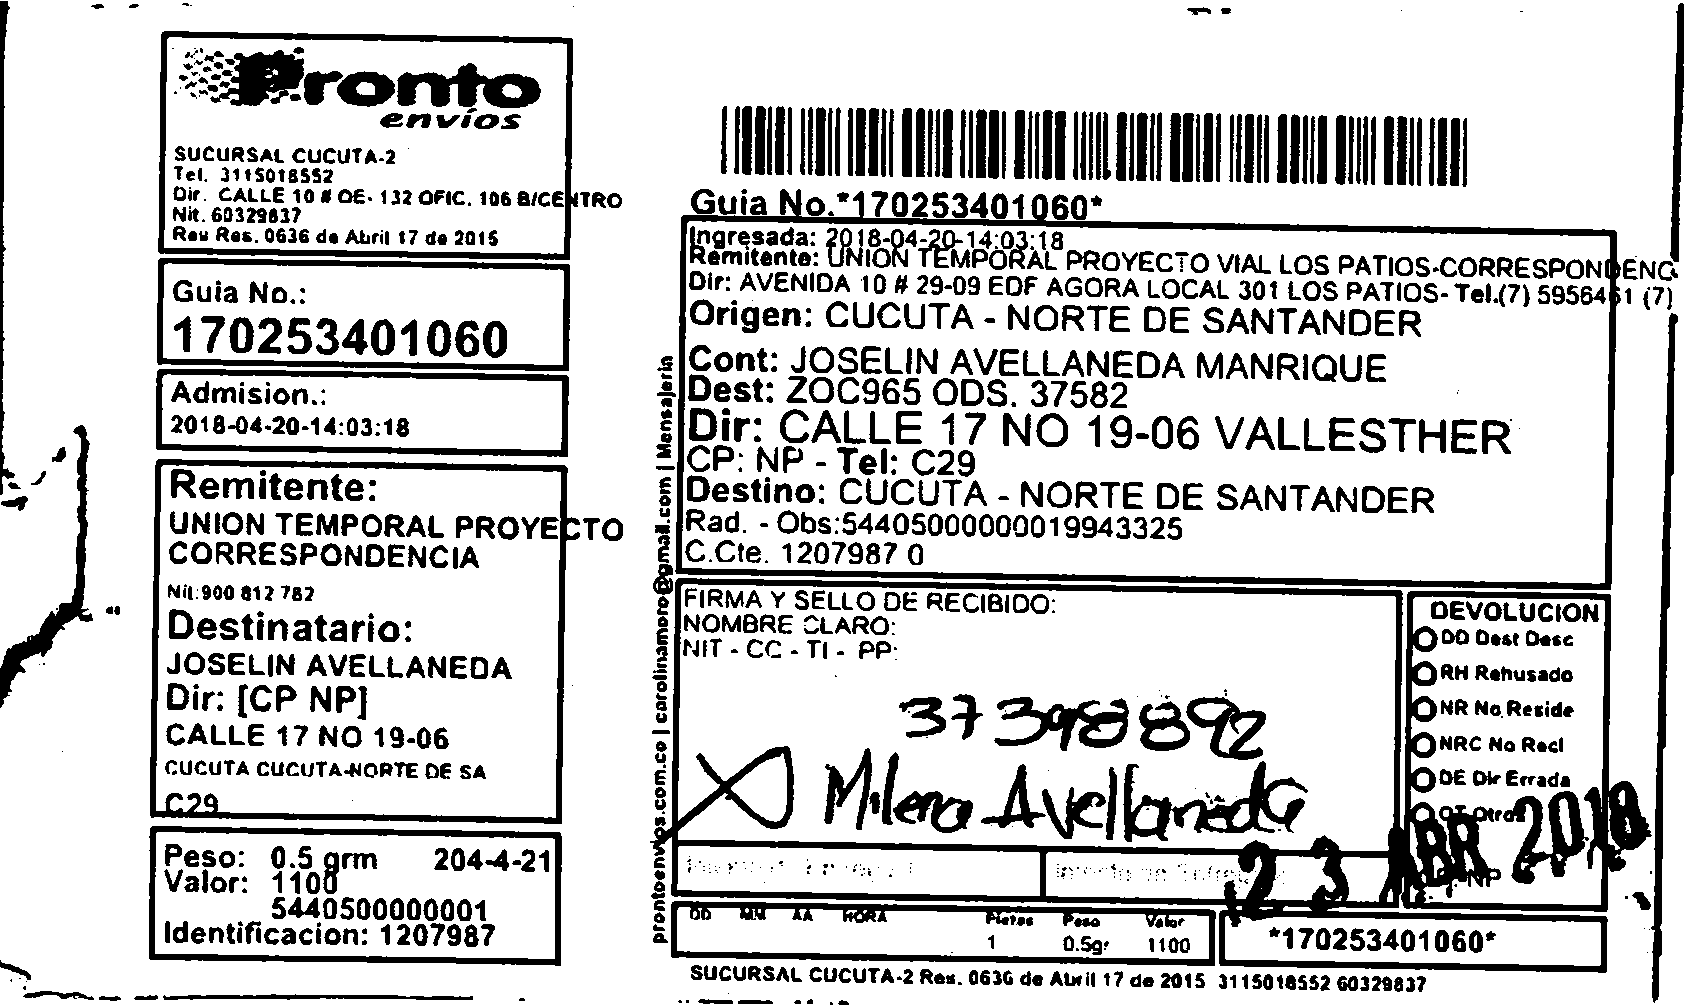 Pronto
envíos
SUCURSAL CUCUTA-2
Tel. 3115018552
Dir. CALLE 10 # OE- 132 OFIC. 106 B/CENTRO
Nit. 60329837
Res Res. 0636 de Abril 17 de 2015
Guia No.:
170253401060
Admision.:
2018-04-20-14:03:18
Remitente:
UNION TEMPORAL PROYECTO
CORRESPONDENCIA
Nit:900 812 782
Destinatario:
JOSELIN AVELLANEDA
Dir: [CP NP]
CALLE 17 NO 19-06
CUCUTA CUCUTA-NORTE DE SA
C29
Peso: 0.5 grm 204-4-21
Valor: 1100
5440500000001
Identificacion: 1207987
prontoenvios.com.co | carolinamoro@gmail.com | Mensajeria
Guia No.*170253401060*
Ingresada: 2018-04-20-14:03:18
Remitente: UNION TEMPORAL PROYECTO VIAL LOS PATIOS-CORRESPONDENC
Dir: AVENIDA 10 # 29-09 EDF AGORA LOCAL 301 LOS PATIOS- Tel.(7) 5956461 (7)
Origen: CUCUTA - NORTE DE SANTANDER
Cont: JOSELIN AVELLANEDA MANRIQUE
Dest: ZOC965 ODS. 37582
Dir: CALLE 17 NO 19-06 VALLESTHER
CP: NP - Tel: C29
Destino: CUCUTA - NORTE DE SANTANDER
Rad. - Obs:54405000000019943325
C.Cte. 1207987 0
FIRMA Y SELLO DE RECIBIDO:
NOMBRE CLARO:
NIT - CC - TI - PP:
37398892
Milena Avellaneda
DEVOLUCION
DD Dest Desc
RH Rehusado
NR No Reside
NRC No Recl
DE Dir Errada
OT Otras
NP
23 ABR 2018
DD MM AA HORA Piezas Peso Valor
1 0.5gr 1100
*170253401060*
SUCURSAL CUCUTA-2 Res. 0636 de Abril 17 de 2015 3115018552 60329837